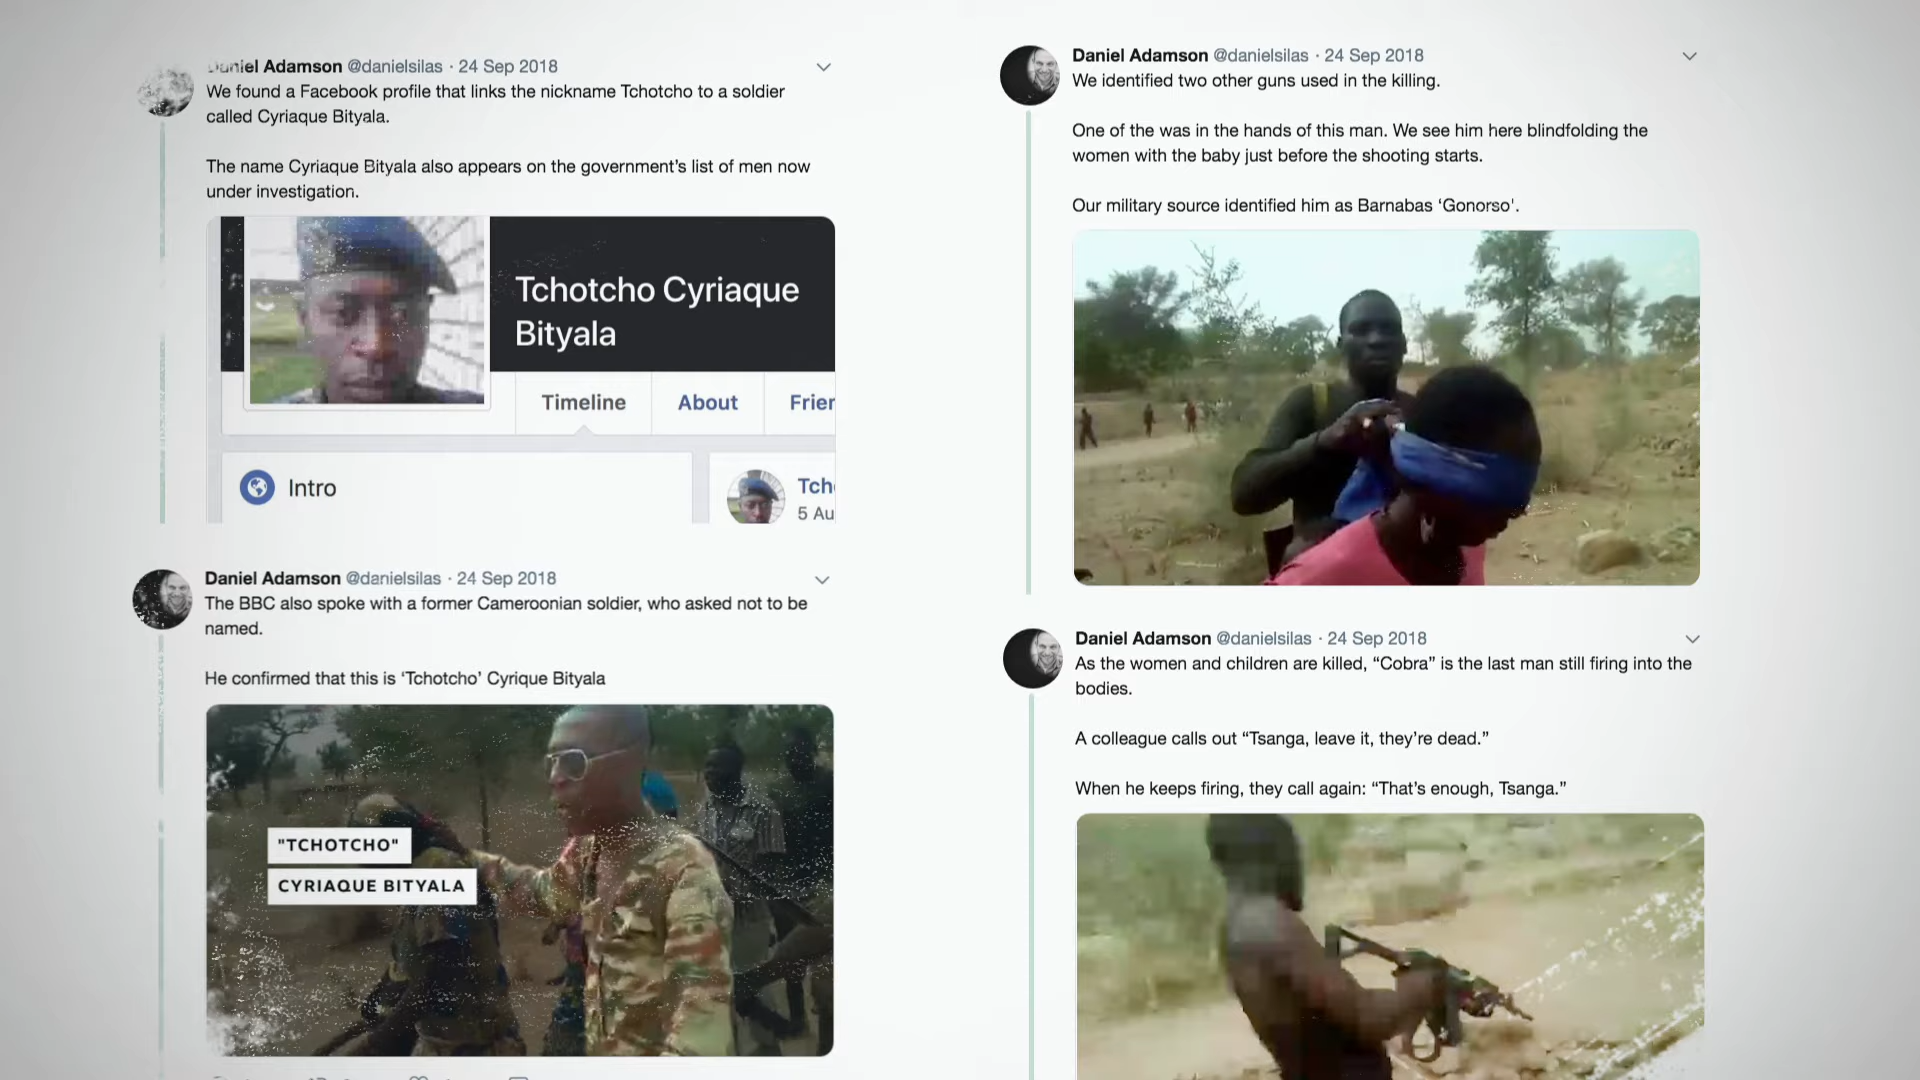 Daniel Adamson @danielsilas · 24 Sep 2018
We found a Facebook profile that links the nickname Tchotcho to a soldier
called Cyriaque Bityala.
The name Cyriaque Bityala also appears on the government's list of men now
under investigation.
Tchotcho Cyriaque
Bityala
Timeline About Frien
Intro
Tch
5 Au
Daniel Adamson @danielsilas · 24 Sep 2018
The BBC also spoke with a former Cameroonian soldier, who asked not to be
named.
He confirmed that this is ‘Tchotcho’ Cyrique Bityala
"TCHOTCHO"
CYRIAQUE BITYALA
Daniel Adamson @danielsilas · 24 Sep 2018
We identified two other guns used in the killing.
One of the was in the hands of this man. We see him here blindfolding the
women with the baby just before the shooting starts.
Our military source identified him as Barnabas ‘Gonorso'.
Daniel Adamson @danielsilas · 24 Sep 2018
As the women and children are killed, “Cobra” is the last man still firing into the
bodies.
A colleague calls out “Tsanga, leave it, they’re dead.”
When he keeps firing, they call again: “That’s enough, Tsanga.”